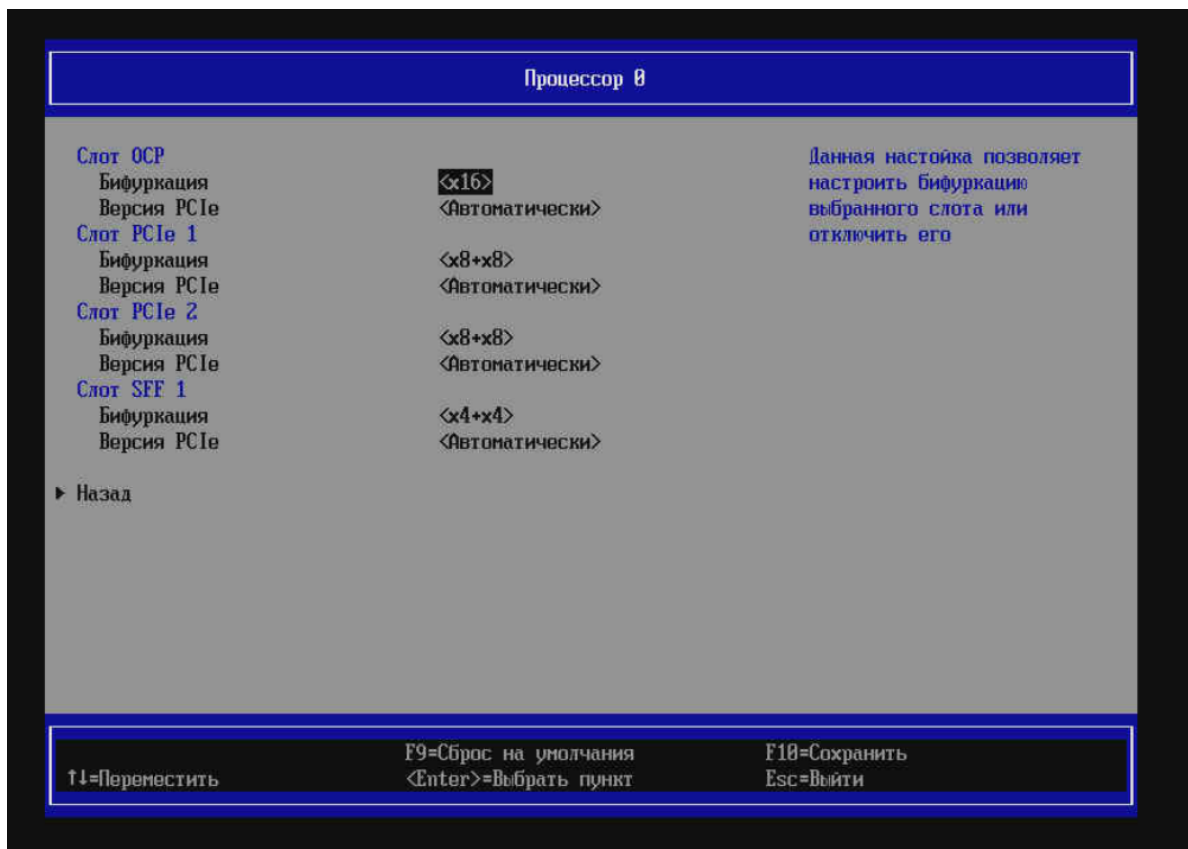 Процессор 0
Слот OCP
Бифуркация <x16>
Версия PCIe <Автоматически>
Слот PCIe 1
Бифуркация <x8+x8>
Версия PCIe <Автоматически>
Слот PCIe 2
Бифуркация <x8+x8>
Версия PCIe <Автоматически>
Слот SFF 1
Бифуркация <x4+x4>
Версия PCIe <Автоматически>
▶ Назад
Данная настойка позволяет
настроить бифуркацию
выбранного слота или
отключить его
F9=Сброс на умолчания F10=Сохранить
↑↓=Переместить <Enter>=Выбрать пункт Esc=Выйти